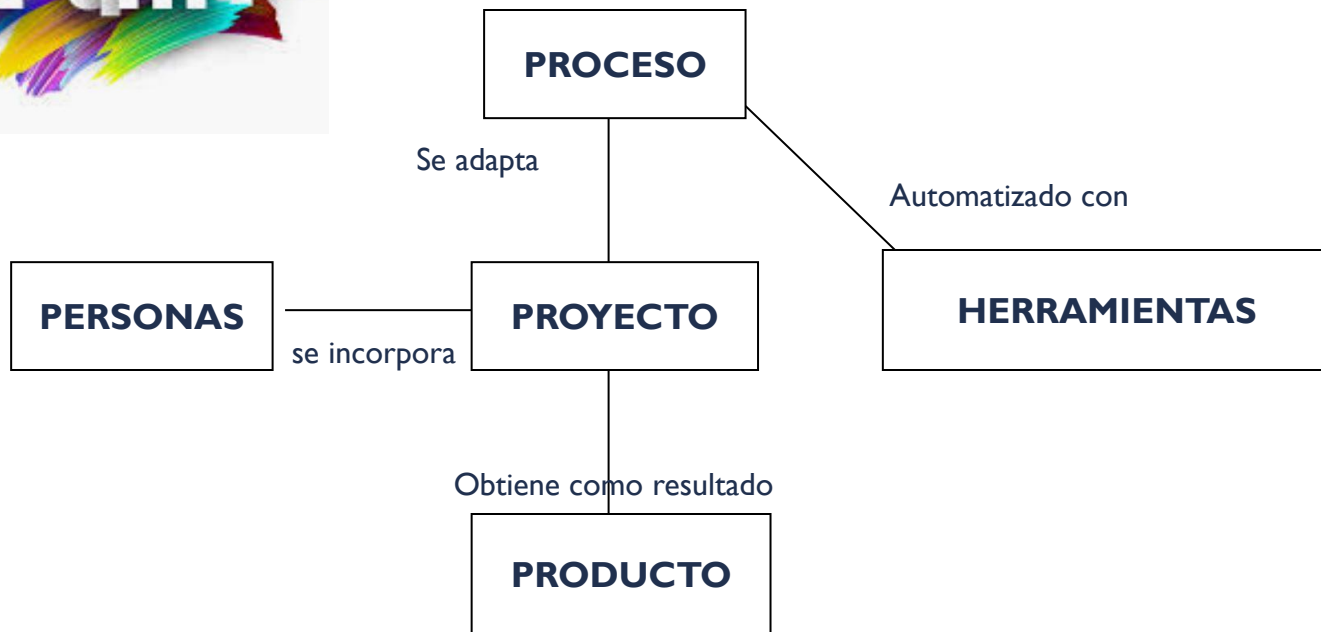 PROCESO
Se adapta
Automatizado con
PERSONAS
se incorpora
PROYECTO
HERRAMIENTAS
Obtiene como resultado
PRODUCTO